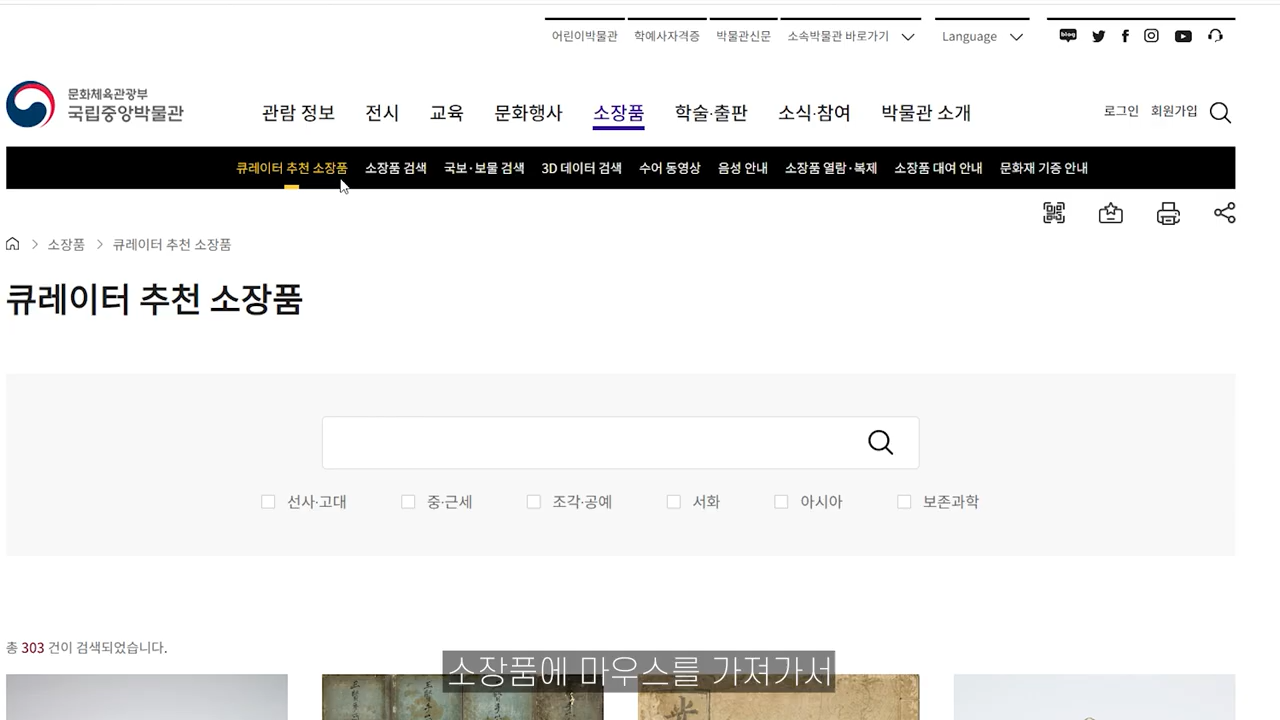 어린이박물관 학예사자격증 박물관신문 소속박물관 바로가기 Language blog
문화체육관광부
국립중앙박물관
관람 정보 전시 교육 문화행사 소장품 학술·출판 소식·참여 박물관 소개 로그인 회원가입
큐레이터 추천 소장품 소장품 검색 국보·보물 검색 3D 데이터 검색 수어 동영상 음성 안내 소장품 열람·복제 소장품 대여 안내 문화재 기증 안내
소장품 큐레이터 추천 소장품
큐레이터 추천 소장품
선사·고대 중·근세 조각·공예 서화 아시아 보존과학
총 303 건이 검색되었습니다.
소장품에 마우스를 가져가서